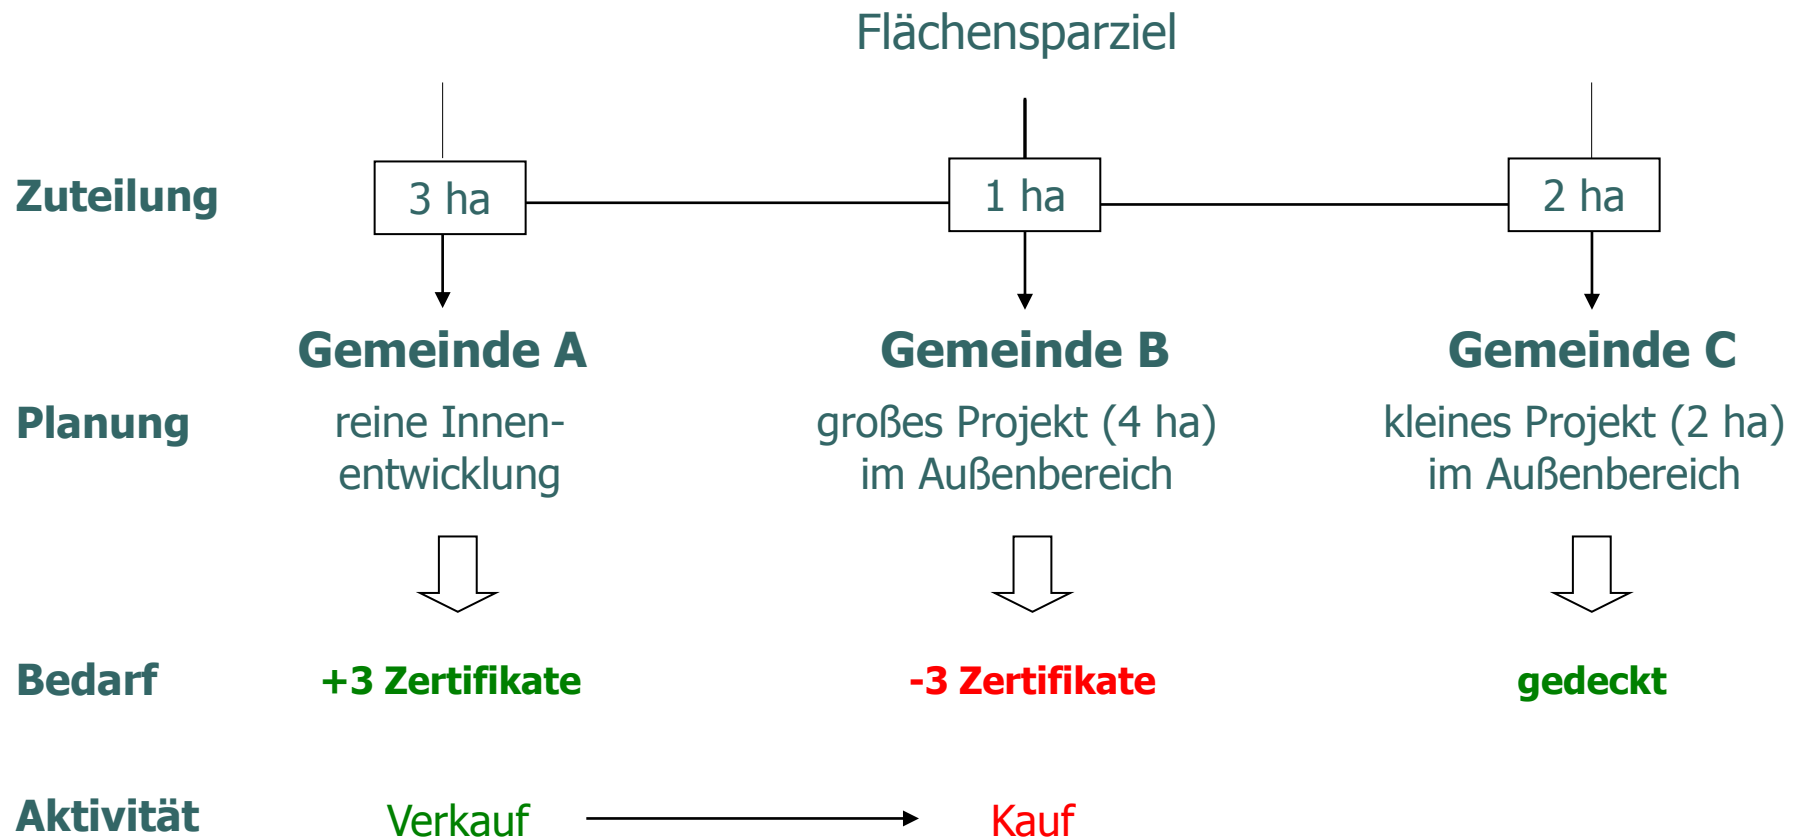 Flächensparziel
Zuteilung
3 ha
1 ha
2 ha
Gemeinde A
Gemeinde B
Gemeinde C
Planung
reine Innen-
entwicklung
großes Projekt (4 ha)
im Außenbereich
kleines Projekt (2 ha)
im Außenbereich
Bedarf
+3 Zertifikate
-3 Zertifikate
gedeckt
Aktivität
Verkauf
Kauf